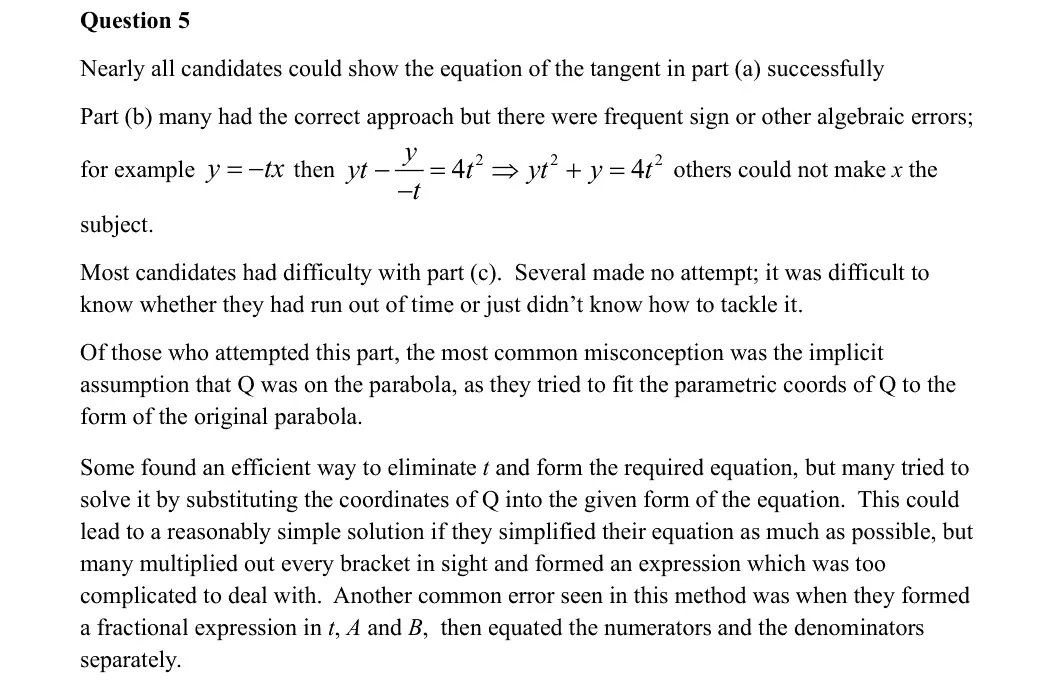 Question 5
Nearly all candidates could show the equation of the tangent in part (a) successfully
Part (b) many had the correct approach but there were frequent sign or other algebraic errors;
for example y = −tx then yt − y/−t = 4t² ⇒ yt² + y = 4t² others could not make x the
subject.
Most candidates had difficulty with part (c).  Several made no attempt; it was difficult to
know whether they had run out of time or just didn’t know how to tackle it.
Of those who attempted this part, the most common misconception was the implicit
assumption that Q was on the parabola, as they tried to fit the parametric coords of Q to the
form of the original parabola.
Some found an efficient way to eliminate t and form the required equation, but many tried to
solve it by substituting the coordinates of Q into the given form of the equation.  This could
lead to a reasonably simple solution if they simplified their equation as much as possible, but
many multiplied out every bracket in sight and formed an expression which was too
complicated to deal with.  Another common error seen in this method was when they formed
a fractional expression in t, A and B,  then equated the numerators and the denominators
separately.